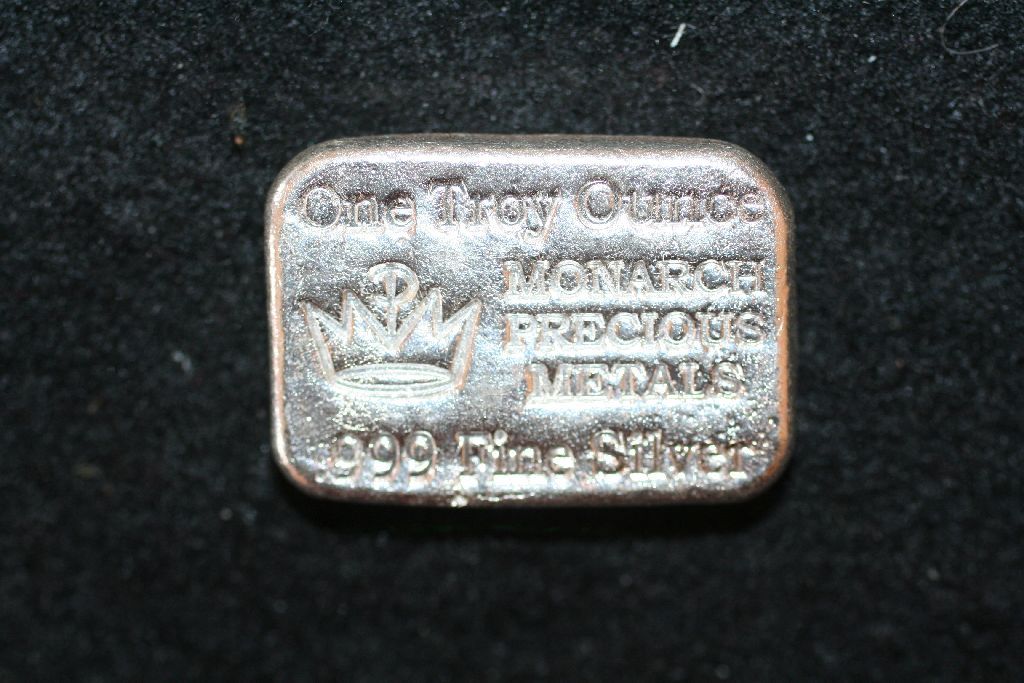 One Troy Ounce
MONARCH
PRECIOUS
METALS
999 Fine Silver